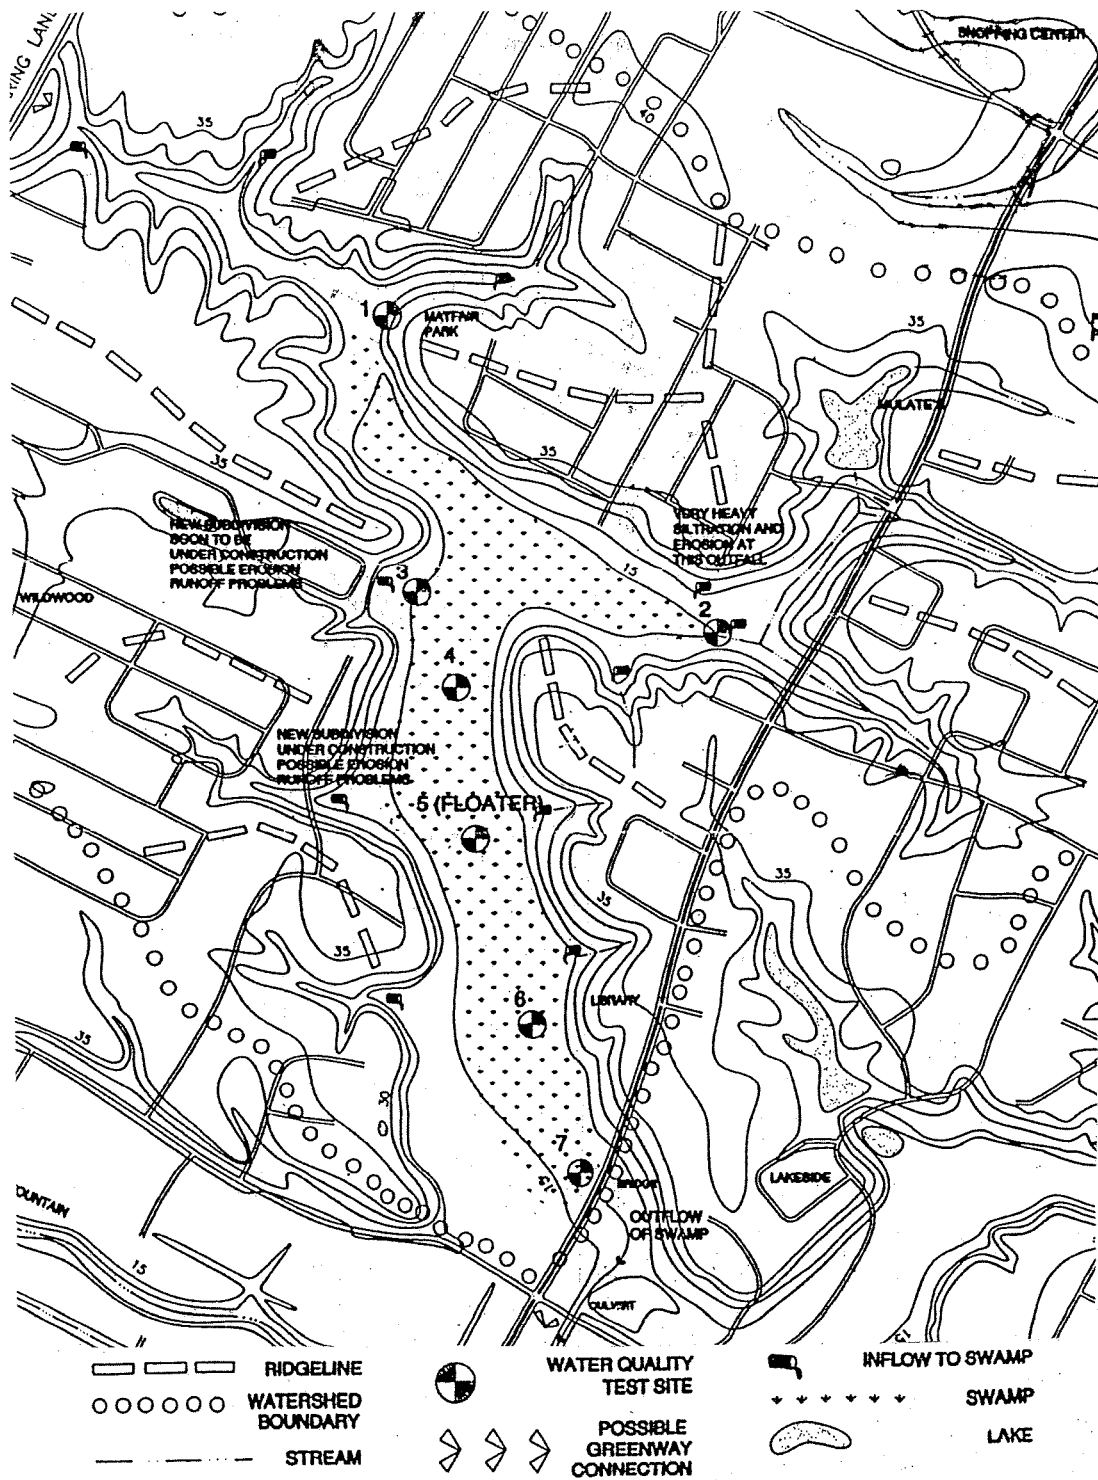 SHOPPING CENTER
35
40
1
MAYFAIR
PARK
35
MULATE'S
35
35
NEW SUBDIVISION
SOON TO BE
UNDER CONSTRUCTION
POSSIBLE EROSION
RUNOFF PROBLEMS
VERY HEAVY
SILTRATION AND
EROSION AT
THIS OUTFALL
15
3
WILDWOOD
2
4
NEW SUBDIVISION
UNDER CONSTRUCTION
POSSIBLE EROSION
RUNOFF PROBLEMS
5 (FLOATER)
35
35
35
6
LIBRARY
35
30
7
LAKESIDE
BRIDGE
OUTFLOW
OF SWAMP
15
CULVERT
RIDGELINE
WATERSHED
BOUNDARY
STREAM
WATER QUALITY
TEST SITE
POSSIBLE
GREENWAY
CONNECTION
INFLOW TO SWAMP
SWAMP
LAKE